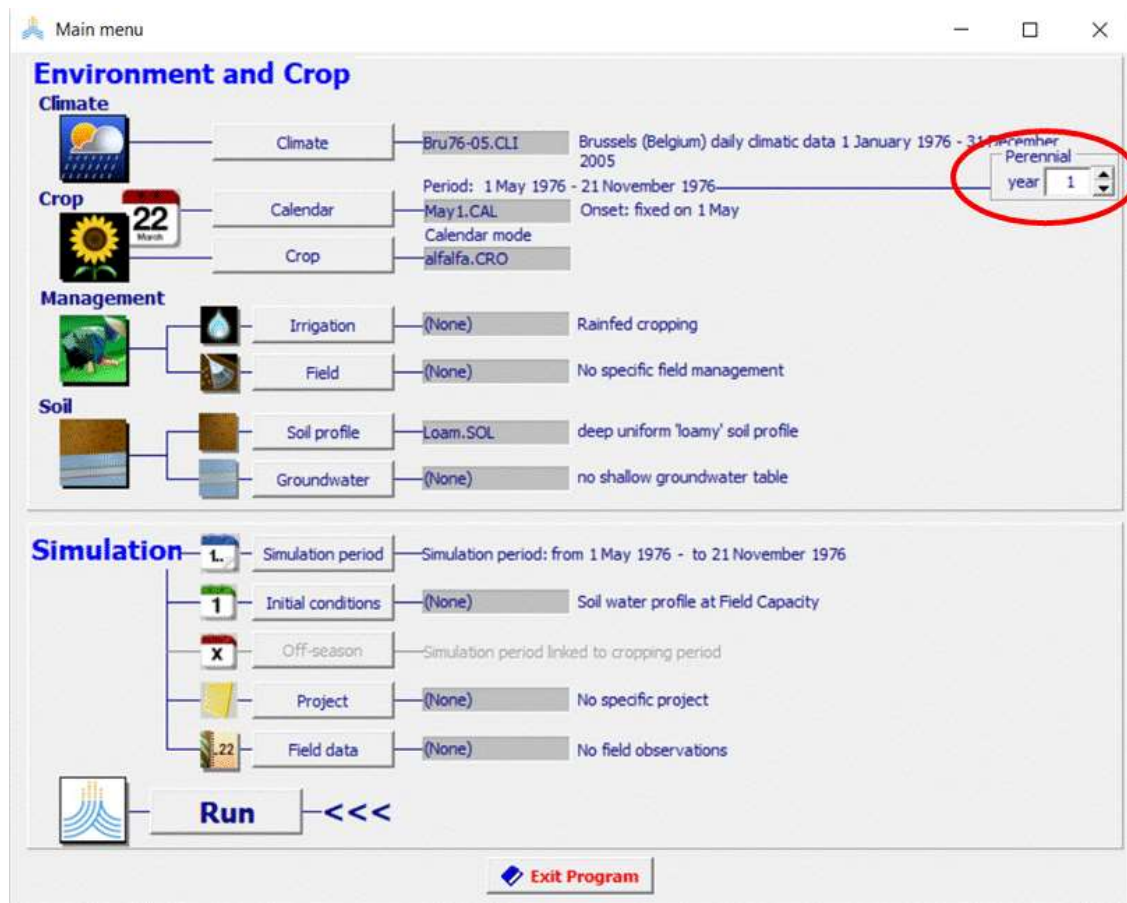 Main menu
Environment and Crop
Climate
Climate
Bru76-05.CLI
Brussels (Belgium) daily climatic data 1 January 1976 - 31 December
2005
Perennial
year 1
Period: 1 May 1976 - 21 November 1976
Crop
22
March
Calendar
May1.CAL
Onset: fixed on 1 May
Calendar mode
Crop
alfalfa.CRO
Management
Irrigation
(None)
Rainfed cropping
Field
(None)
No specific field management
Soil
Soil profile
Loam.SOL
deep uniform 'loamy' soil profile
Groundwater
(None)
no shallow groundwater table
Simulation
1..
Simulation period
Simulation period: from 1 May 1976 - to 21 November 1976
1
Initial conditions
(None)
Soil water profile at Field Capacity
X
Off-season
Simulation period linked to cropping period
Project
(None)
No specific project
..22
Field data
(None)
No field observations
Run
<<<
Exit Program